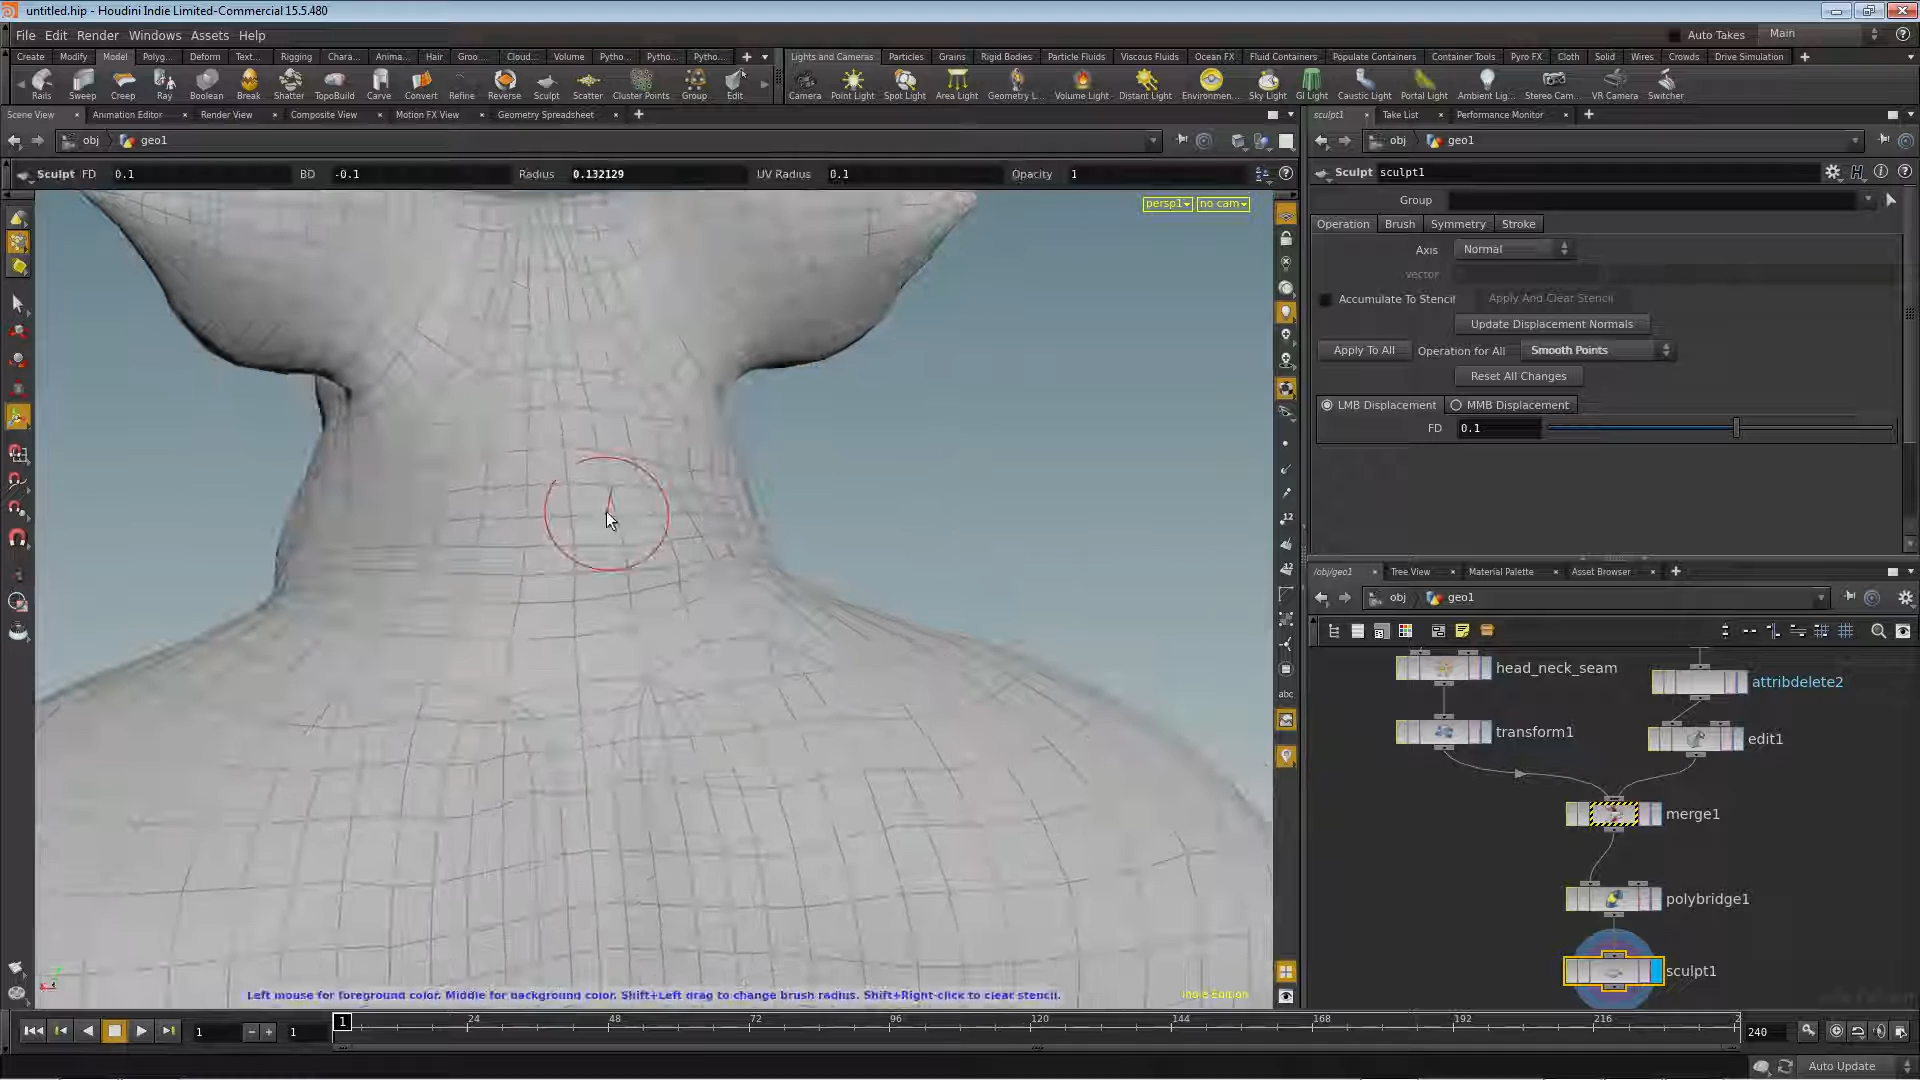 untitled.hip - Houdini Indie Limited-Commercial 15.5.480
File Edit Render Windows Assets Help
Auto Takes Main
Create Modify Model Polyg... Deform Text... Rigging Chara... Anima... Hair Groo... Cloud... Volume Pytho... Pytho... Pytho...
Lights and Cameras Particles Grains Rigid Bodies Particle Fluids Viscous Fluids Ocean FX Fluid Containers Populate Containers Container Tools Pyro FX Cloth Solid Wires Crowds Drive Simulation
Rails Sweep Creep Ray Boolean Break Shatter TopoBuild Carve Convert Refine Reverse Sculpt Scatter Cluster Points Group Edit
Camera Point Light Spot Light Area Light Geometry L... Volume Light Distant Light Environmen... Sky Light GI Light Caustic Light Portal Light Ambient Lig... Stereo Cam... VR Camera Switcher
Scene View Animation Editor Render View Composite View Motion FX View Geometry Spreadsheet
sculpt1 Take List Performance Monitor
obj geo1
obj geo1
Sculpt FD 0.1 BD -0.1 Radius 0.132129 UV Radius 0.1 Opacity 1
Sculpt sculpt1
persp1 no cam
Group
Operation Brush Symmetry Stroke
Axis Normal
vector
Accumulate To Stencil Apply And Clear Stencil
Update Displacement Normals
Apply To All Operation for All Smooth Points
Reset All Changes
LMB Displacement MMB Displacement
FD 0.1
12
12
abc
/obj/geo1 Tree View Material Palette Asset Browser
obj geo1
head_neck_seam
attribdelete2
transform1
edit1
merge1
polybridge1
sculpt1
Left mouse for foreground color. Middle for background color. Shift+Left drag to change brush radius. Shift+Right-click to clear stencil.
Indie Edition
1 1 1 24 48 72 96 120 144 168 192 216 2 240
Auto Update